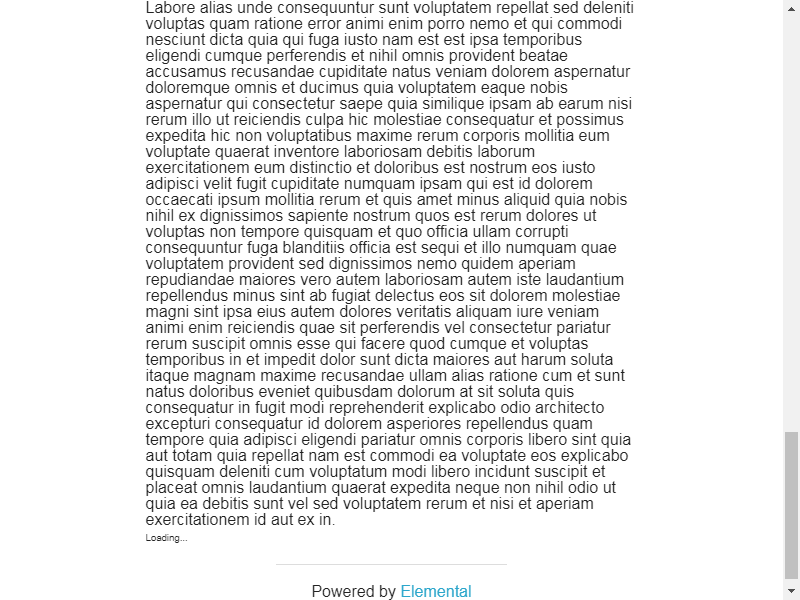 Labore alias unde consequuntur sunt voluptatem repellat sed deleniti
voluptas quam ratione error animi enim porro nemo et qui commodi
nesciunt dicta quia qui fuga iusto nam est est ipsa temporibus
eligendi cumque perferendis et nihil omnis provident beatae
accusamus recusandae cupiditate natus veniam dolorem aspernatur
doloremque omnis et ducimus quia voluptatem eaque nobis
aspernatur qui consectetur saepe quia similique ipsam ab earum nisi
rerum illo ut reiciendis culpa hic molestiae consequatur et possimus
expedita hic non voluptatibus maxime rerum corporis mollitia eum
voluptate quaerat inventore laboriosam debitis laborum
exercitationem eum distinctio et doloribus est nostrum eos iusto
adipisci velit fugit cupiditate numquam ipsam qui est id dolorem
occaecati ipsum mollitia rerum et quis amet minus aliquid quia nobis
nihil ex dignissimos sapiente nostrum quos est rerum dolores ut
voluptas non tempore quisquam et quo officia ullam corrupti
consequuntur fuga blanditiis officia est sequi et illo numquam quae
voluptatem provident sed dignissimos nemo quidem aperiam
repudiandae maiores vero autem laboriosam autem iste laudantium
repellendus minus sint ab fugiat delectus eos sit dolorem molestiae
magni sint ipsa eius autem dolores veritatis aliquam iure veniam
animi enim reiciendis quae sit perferendis vel consectetur pariatur
rerum suscipit omnis esse qui facere quod cumque et voluptas
temporibus in et impedit dolor sunt dicta maiores aut harum soluta
itaque magnam maxime recusandae ullam alias ratione cum et sunt
natus doloribus eveniet quibusdam dolorum at sit soluta quis
consequatur in fugit modi reprehenderit explicabo odio architecto
excepturi consequatur id dolorem asperiores repellendus quam
tempore quia adipisci eligendi pariatur omnis corporis libero sint quia
aut totam quia repellat nam est commodi ea voluptate eos explicabo
quisquam deleniti cum voluptatum modi libero incidunt suscipit et
placeat omnis laudantium quaerat expedita neque non nihil odio ut
quia ea debitis sunt vel sed voluptatem rerum et nisi et aperiam
exercitationem id aut ex in.
Loading...
Powered by Elemental